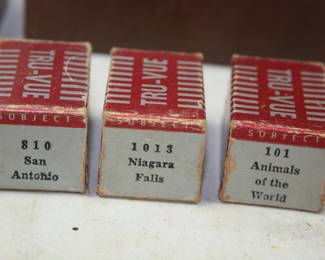 TRU-VUE
SUBJECT
810
San
Antonio
TRU-VUE
SUBJECT
1013
Niagara
Falls
TRU-VUE
SUBJECT
101
Animals
of the
World